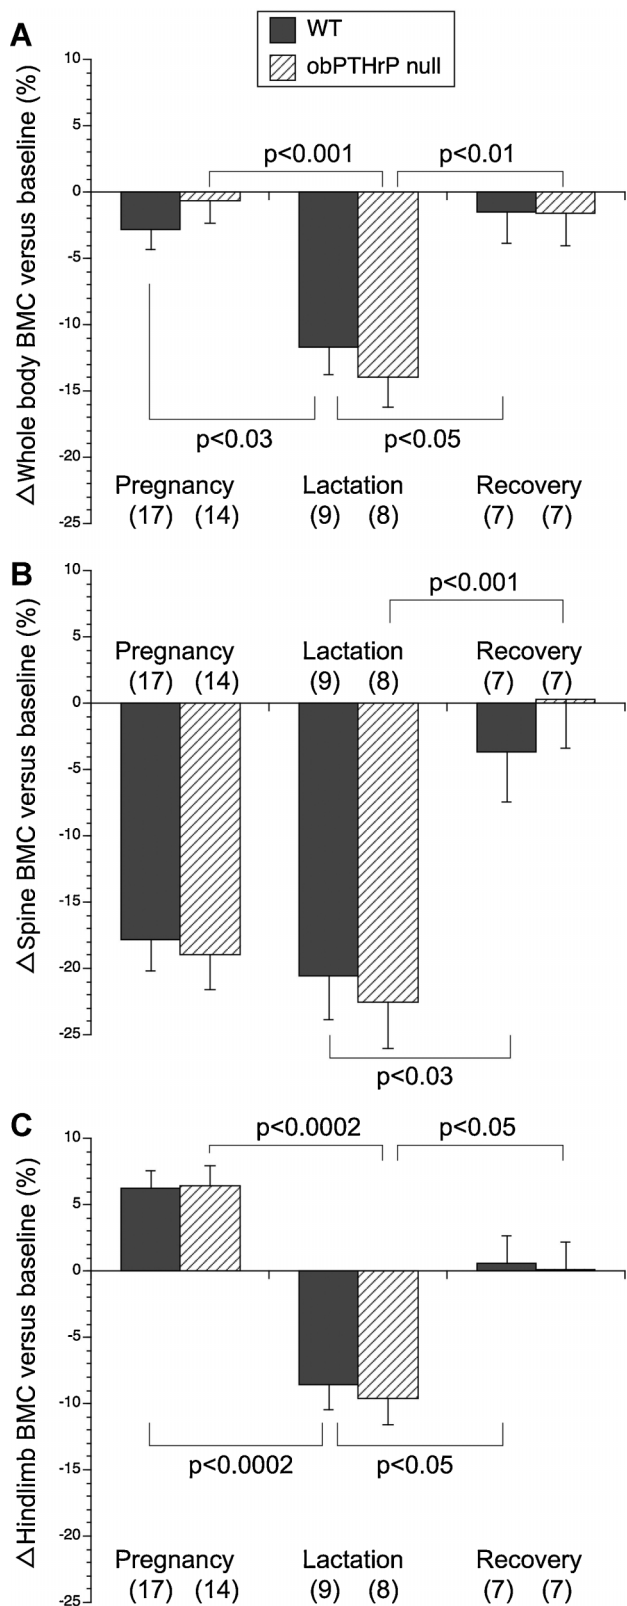 A
WT
obPTHrP null
△Whole body BMC versus baseline (%)
10
5
0
-5
-10
-15
-20
-25
p<0.001
p<0.01
p<0.03
p<0.05
Pregnancy
Lactation
Recovery
(17)
(14)
(9)
(8)
(7)
(7)
B
△Spine BMC versus baseline (%)
10
5
0
-5
-10
-15
-20
-25
p<0.001
Pregnancy
Lactation
Recovery
(17)
(14)
(9)
(8)
(7)
(7)
p<0.03
C
△Hindlimb BMC versus baseline (%)
10
5
0
-5
-10
-15
-20
-25
p<0.0002
p<0.05
p<0.0002
p<0.05
Pregnancy
Lactation
Recovery
(17)
(14)
(9)
(8)
(7)
(7)